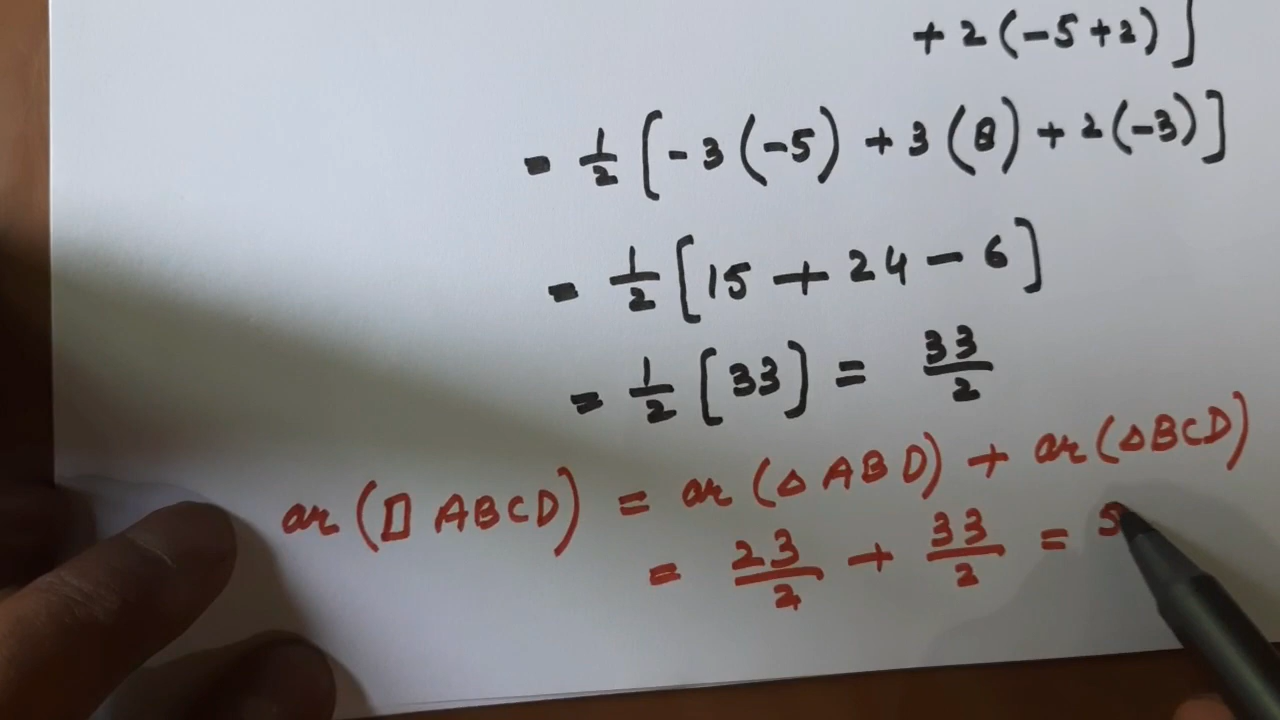 + 2 (-5+2) ]
= 1/2 [ -3 (-5) + 3 (8) + 2 (-3) ]
= 1/2 [ 15 + 24 - 6 ]
= 1/2 [ 33 ] = 33/2
ar (□ ABCD) = ar (△ ABD) + ar (△BCD)
= 23/2 + 33/2 = 5